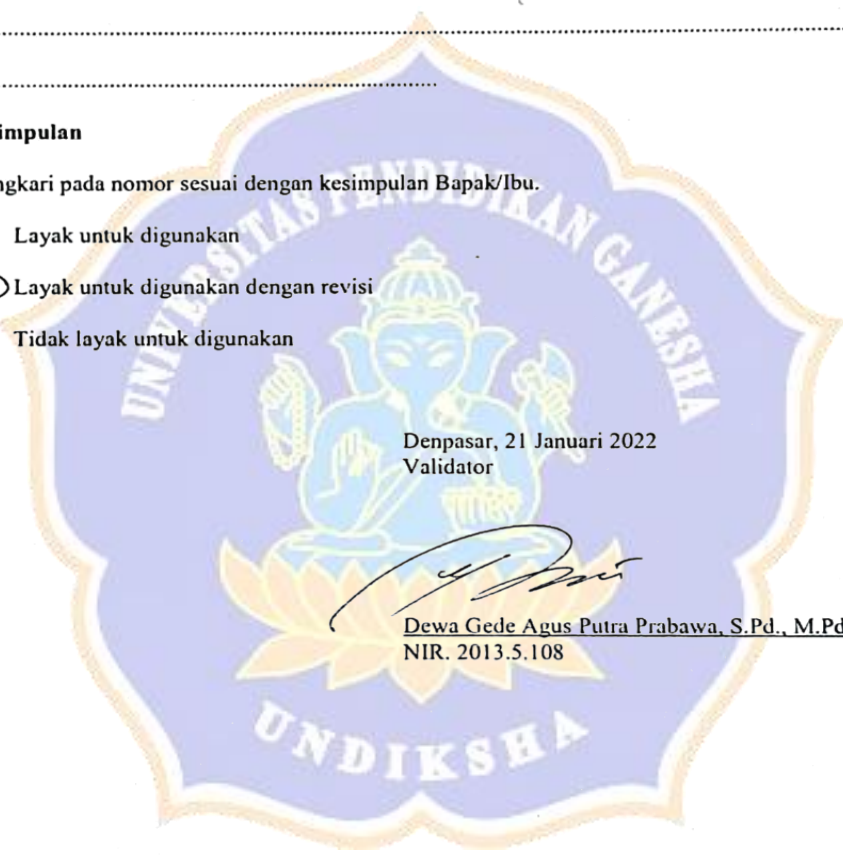 impulan
ngkari pada nomor sesuai dengan kesimpulan Bapak/Ibu.
Layak untuk digunakan
Layak untuk digunakan dengan revisi
Tidak layak untuk digunakan
UNIVERSITAS PENDIDIKAN GANESHA
Denpasar, 21 Januari 2022
Validator
Dewa Gede Agus Putra Prabawa, S.Pd., M.Pd
NIR. 2013.5.108
UNDIKSHA